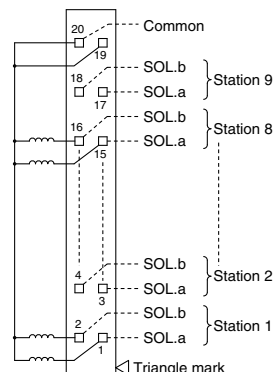 20 Common
19
18 SOL.b
Station 9
17 SOL.a
16 SOL.b
Station 8
15 SOL.a
4 SOL.b
Station 2
3 SOL.a
2 SOL.b
Station 1
1 SOL.a
Triangle mark